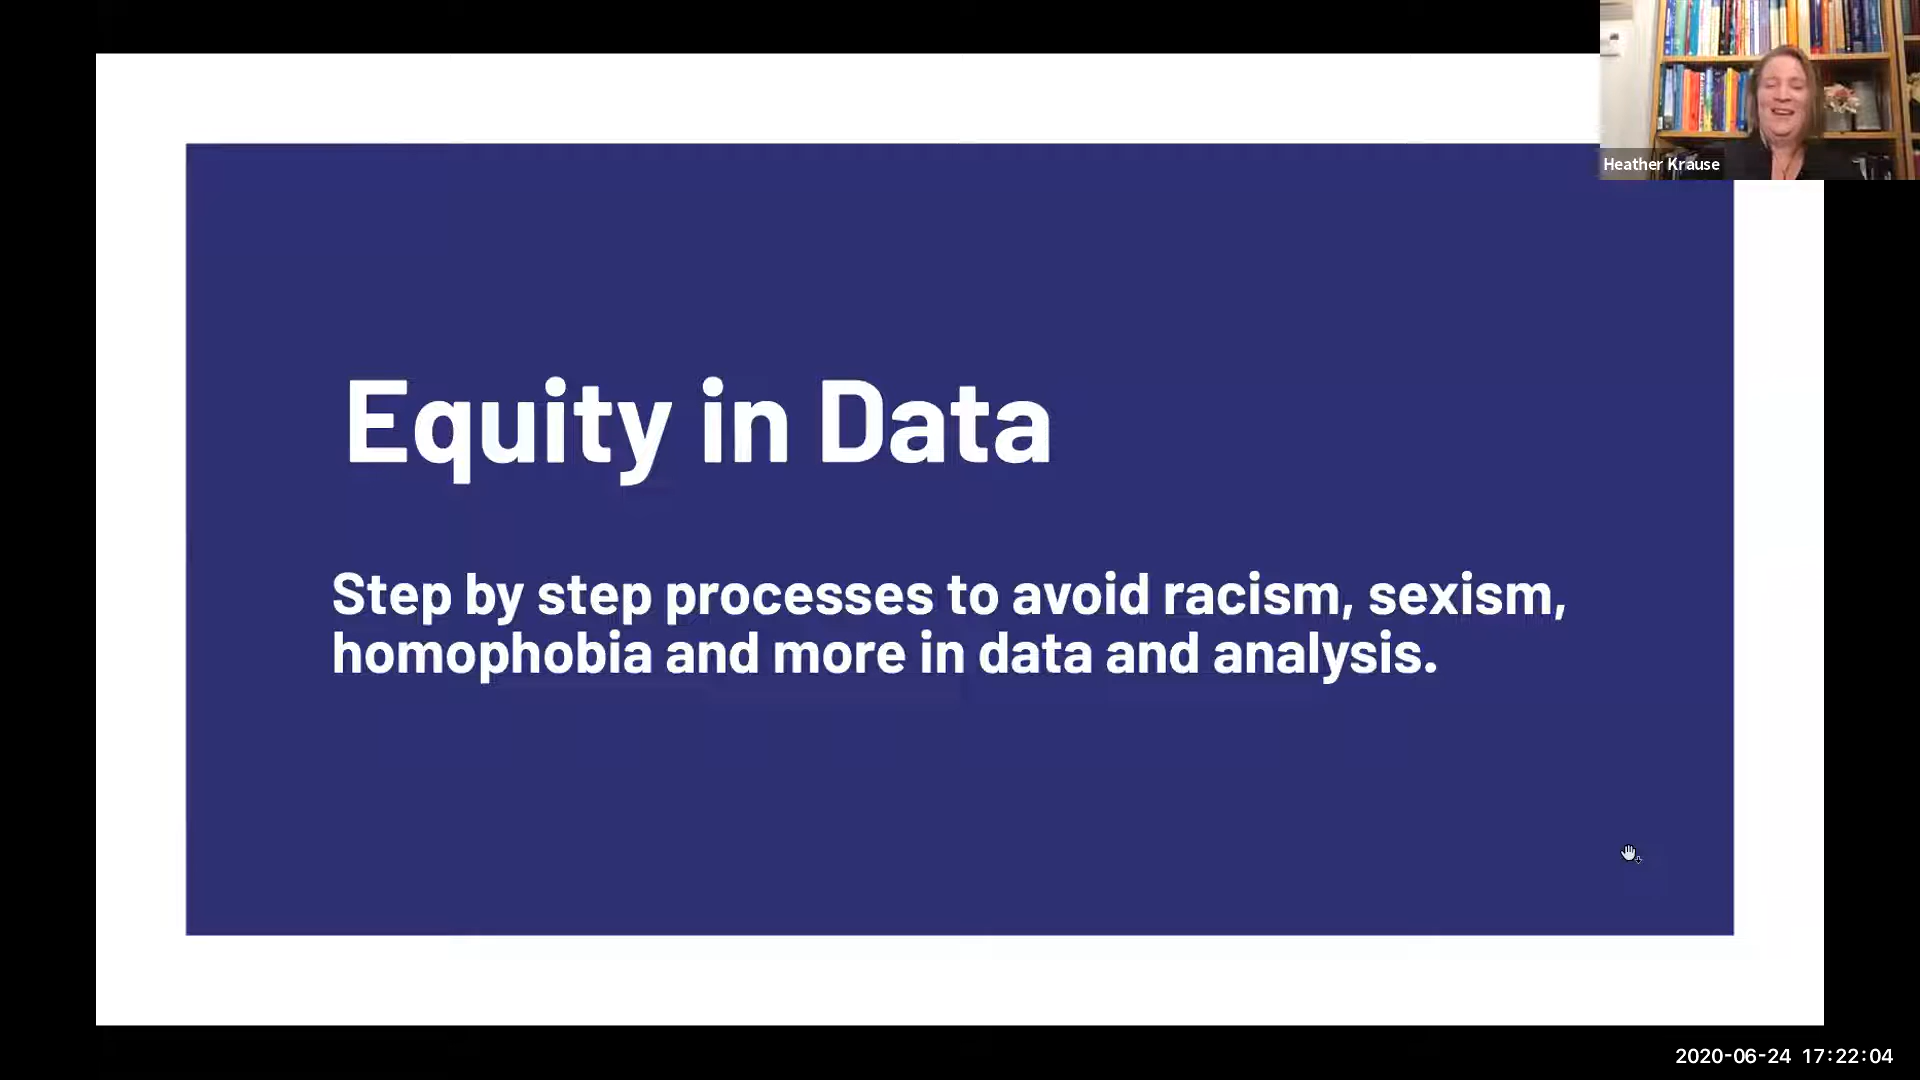 Heather Krause
Equity in Data
Step by step processes to avoid racism, sexism,
homophobia and more in data and analysis.
2020-06-24 17:22:04